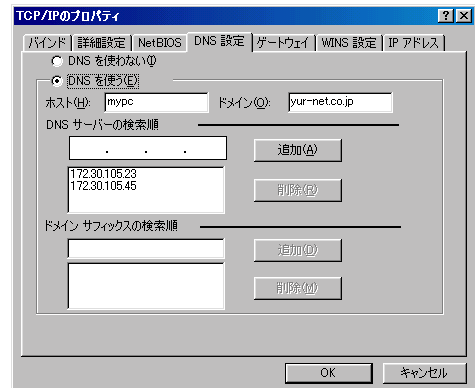 TCP/IPのプロパティ
バインド 詳細設定 NetBIOS DNS 設定 ゲートウェイ WINS 設定 IP アドレス
DNS を使わない(I)
DNS を使う(E)
ホスト(H): mypc ドメイン(O): yur-net.co.jp
DNS サーバーの検索順
. . . 追加(A)
172.30.105.23
172.30.105.45
削除(R)
ドメイン サフィックスの検索順
追加(D)
削除(M)
OK キャンセル